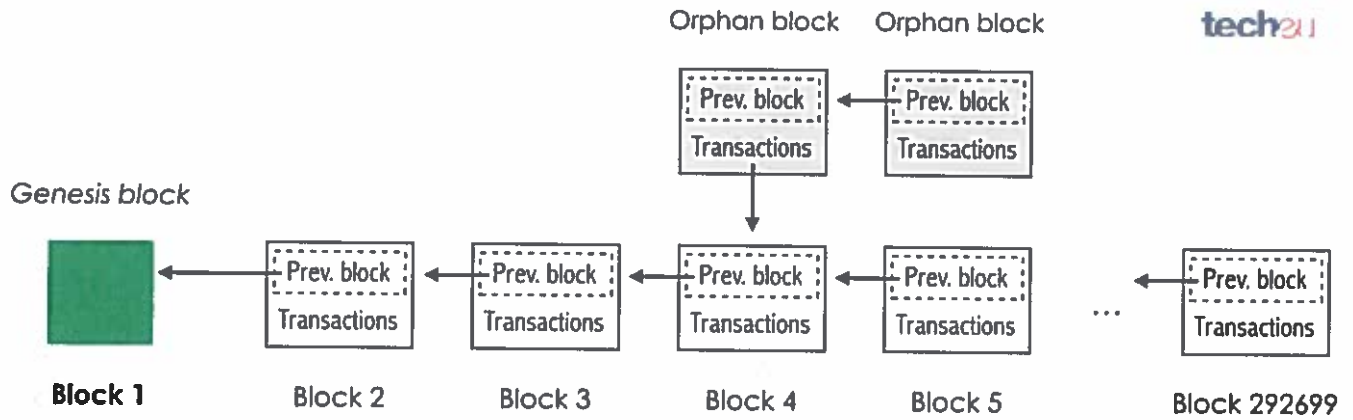 Orphan block Orphan block
tech.eu
Prev. block Prev. block
Transactions Transactions
Genesis block
Prev. block Prev. block Prev. block Prev. block Prev. block
Transactions Transactions Transactions Transactions ... Transactions
Block 1 Block 2 Block 3 Block 4 Block 5 Block 292699